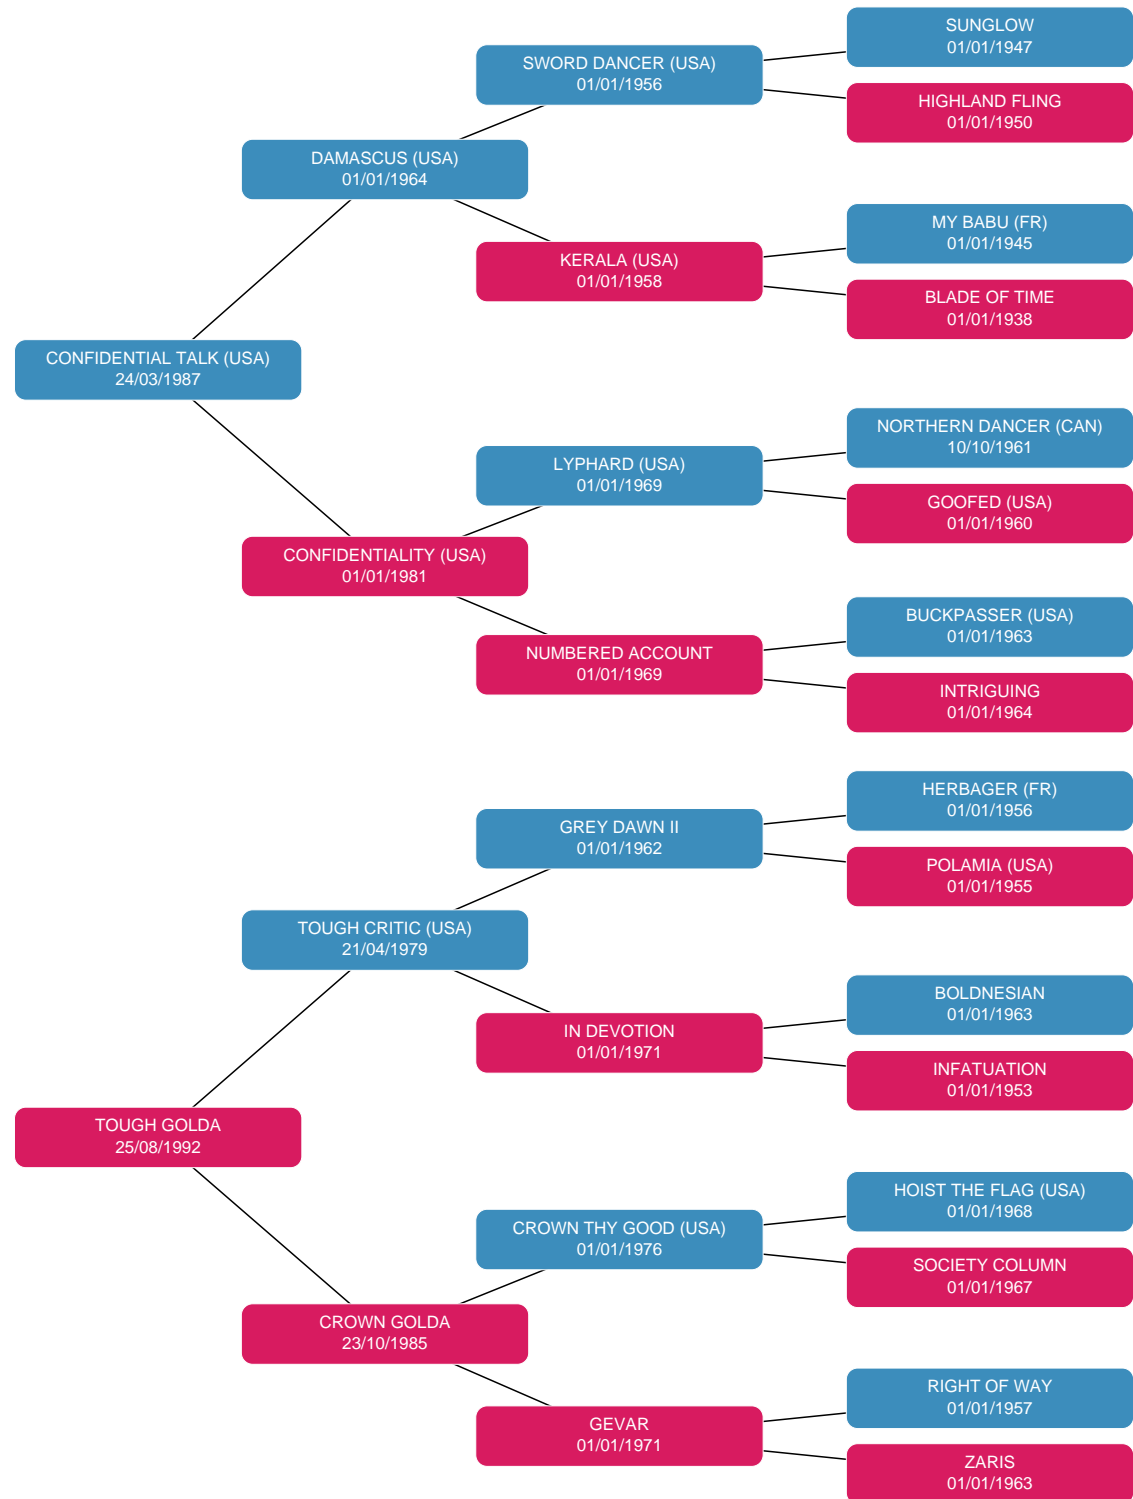 SUNGLOW
01/01/1947
SWORD DANCER (USA)
01/01/1956
HIGHLAND FLING
01/01/1950
DAMASCUS (USA)
01/01/1964
MY BABU (FR)
01/01/1945
KERALA (USA)
01/01/1958
BLADE OF TIME
01/01/1938
CONFIDENTIAL TALK (USA)
24/03/1987
NORTHERN DANCER (CAN)
10/10/1961
LYPHARD (USA)
01/01/1969
GOOFED (USA)
01/01/1960
CONFIDENTIALITY (USA)
01/01/1981
BUCKPASSER (USA)
01/01/1963
NUMBERED ACCOUNT
01/01/1969
INTRIGUING
01/01/1964
HERBAGER (FR)
01/01/1956
GREY DAWN II
01/01/1962
POLAMIA (USA)
01/01/1955
TOUGH CRITIC (USA)
21/04/1979
BOLDNESIAN
01/01/1963
IN DEVOTION
01/01/1971
INFATUATION
01/01/1953
TOUGH GOLDA
25/08/1992
HOIST THE FLAG (USA)
01/01/1968
CROWN THY GOOD (USA)
01/01/1976
SOCIETY COLUMN
01/01/1967
CROWN GOLDA
23/10/1985
RIGHT OF WAY
01/01/1957
GEVAR
01/01/1971
ZARIS
01/01/1963